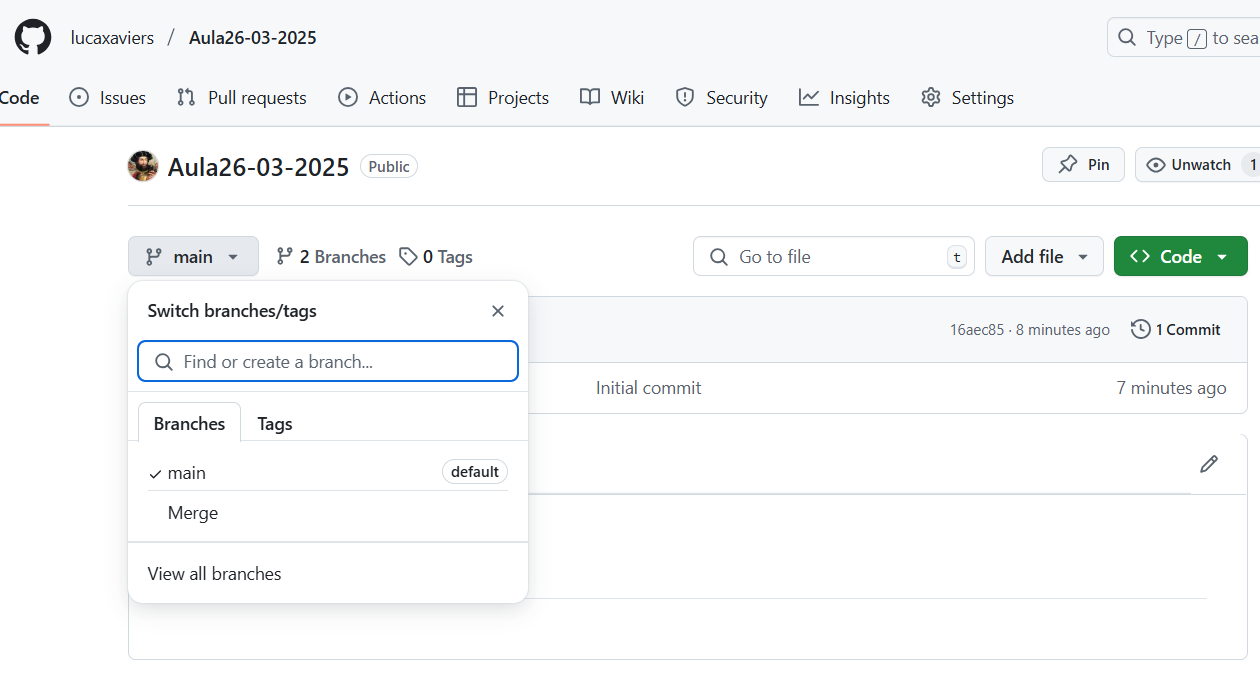 lucaxaviers / Aula26-03-2025
Type / to sea
Code Issues Pull requests Actions Projects Wiki Security Insights Settings
Aula26-03-2025 Public
Pin Unwatch 1
main 2 Branches 0 Tags Go to file t Add file Code
Switch branches/tags
16aec85 · 8 minutes ago 1 Commit
Find or create a branch...
Initial commit 7 minutes ago
Branches Tags
main default
Merge
View all branches